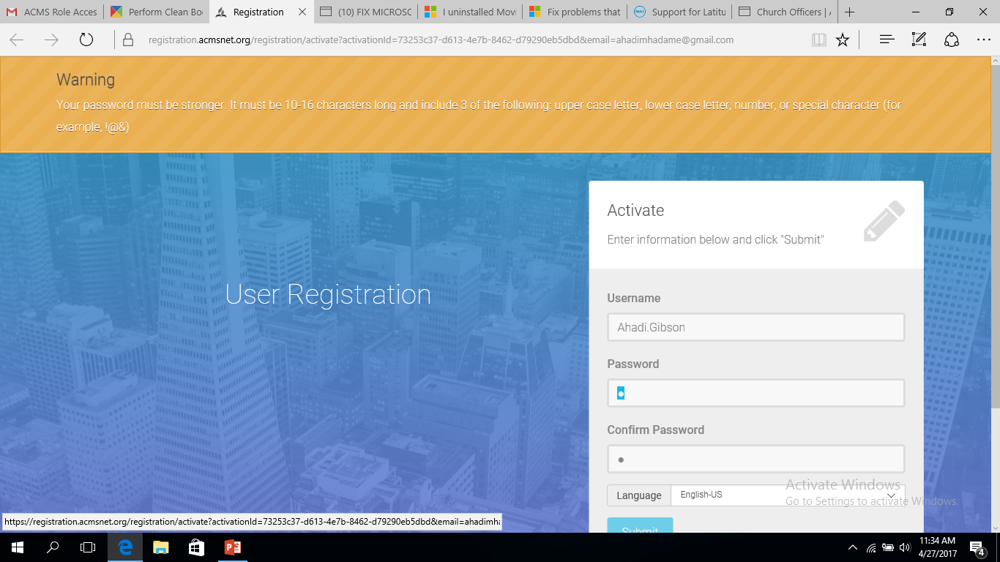 ACMS Role Acces
Perform Clean Bo
Registration
(10) FIX MICROSC
I uninstalled Movi
Fix problems that
Support for Latitu
Church Officers | A
registration.acmsnet.org/registration/activate?activationId=73253c37-d613-4e7b-8462-d79290eb5dbd&email=ahadimhadame@gmail.com
Warning
Your password must be stronger. It must be 10-16 characters long and include 3 of the following: upper case letter, lower case letter, number, or special character (for
example, !@&)
User Registration
Activate
Enter information below and click "Submit"
Username
Ahadi.Gibson
Password
Confirm Password
Language
English-US
Submit
Activate Windows
Go to Settings to activate Windows.
https://registration.acmsnet.org/registration/activate?activationId=73253c37-d613-4e7b-8462-d79290eb5dbd&email=ahadimha
11:34 AM
4/27/2017
4